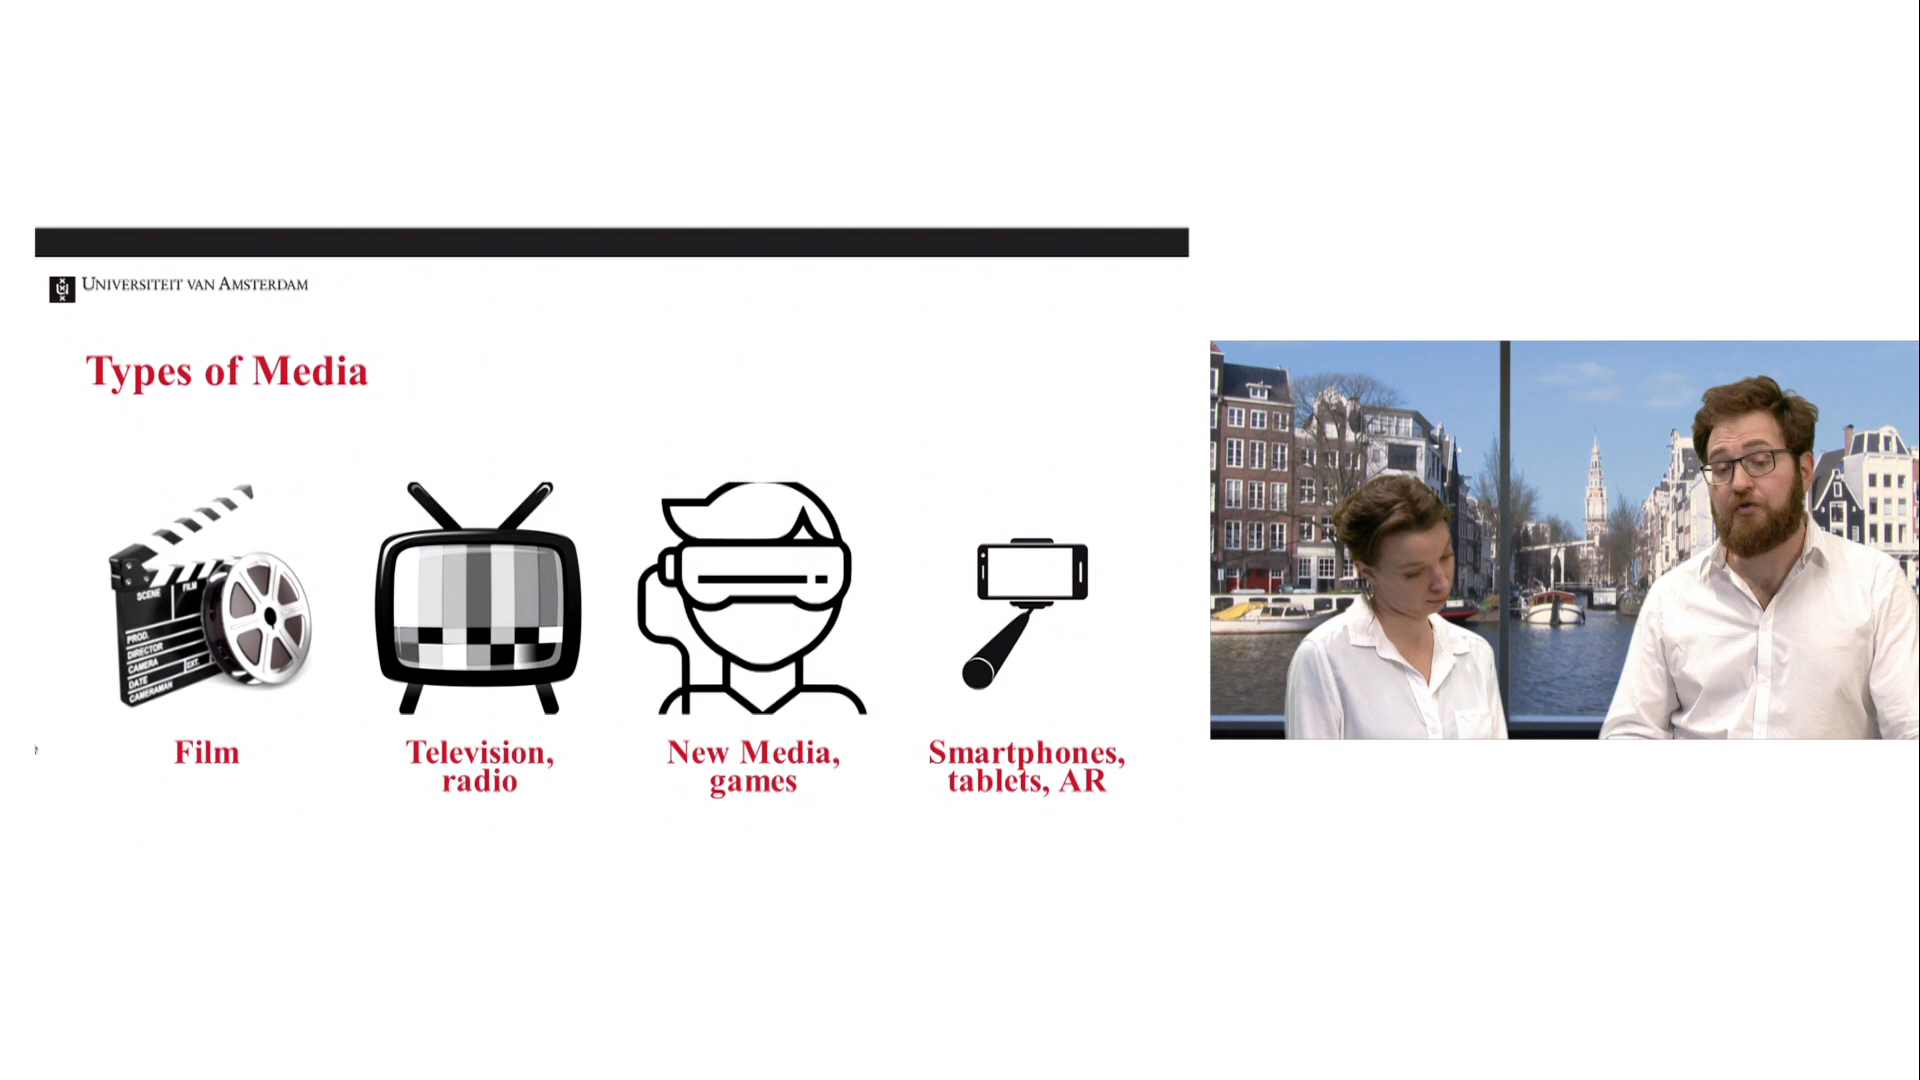 UNIVERSITEIT VAN AMSTERDAM
Types of Media
SCENE
FILM
PROD.
DIRECTOR
CAMERA
EXT.
DATE
CAMERAMAN
Film
Television,
radio
New Media,
games
Smartphones,
tablets, AR